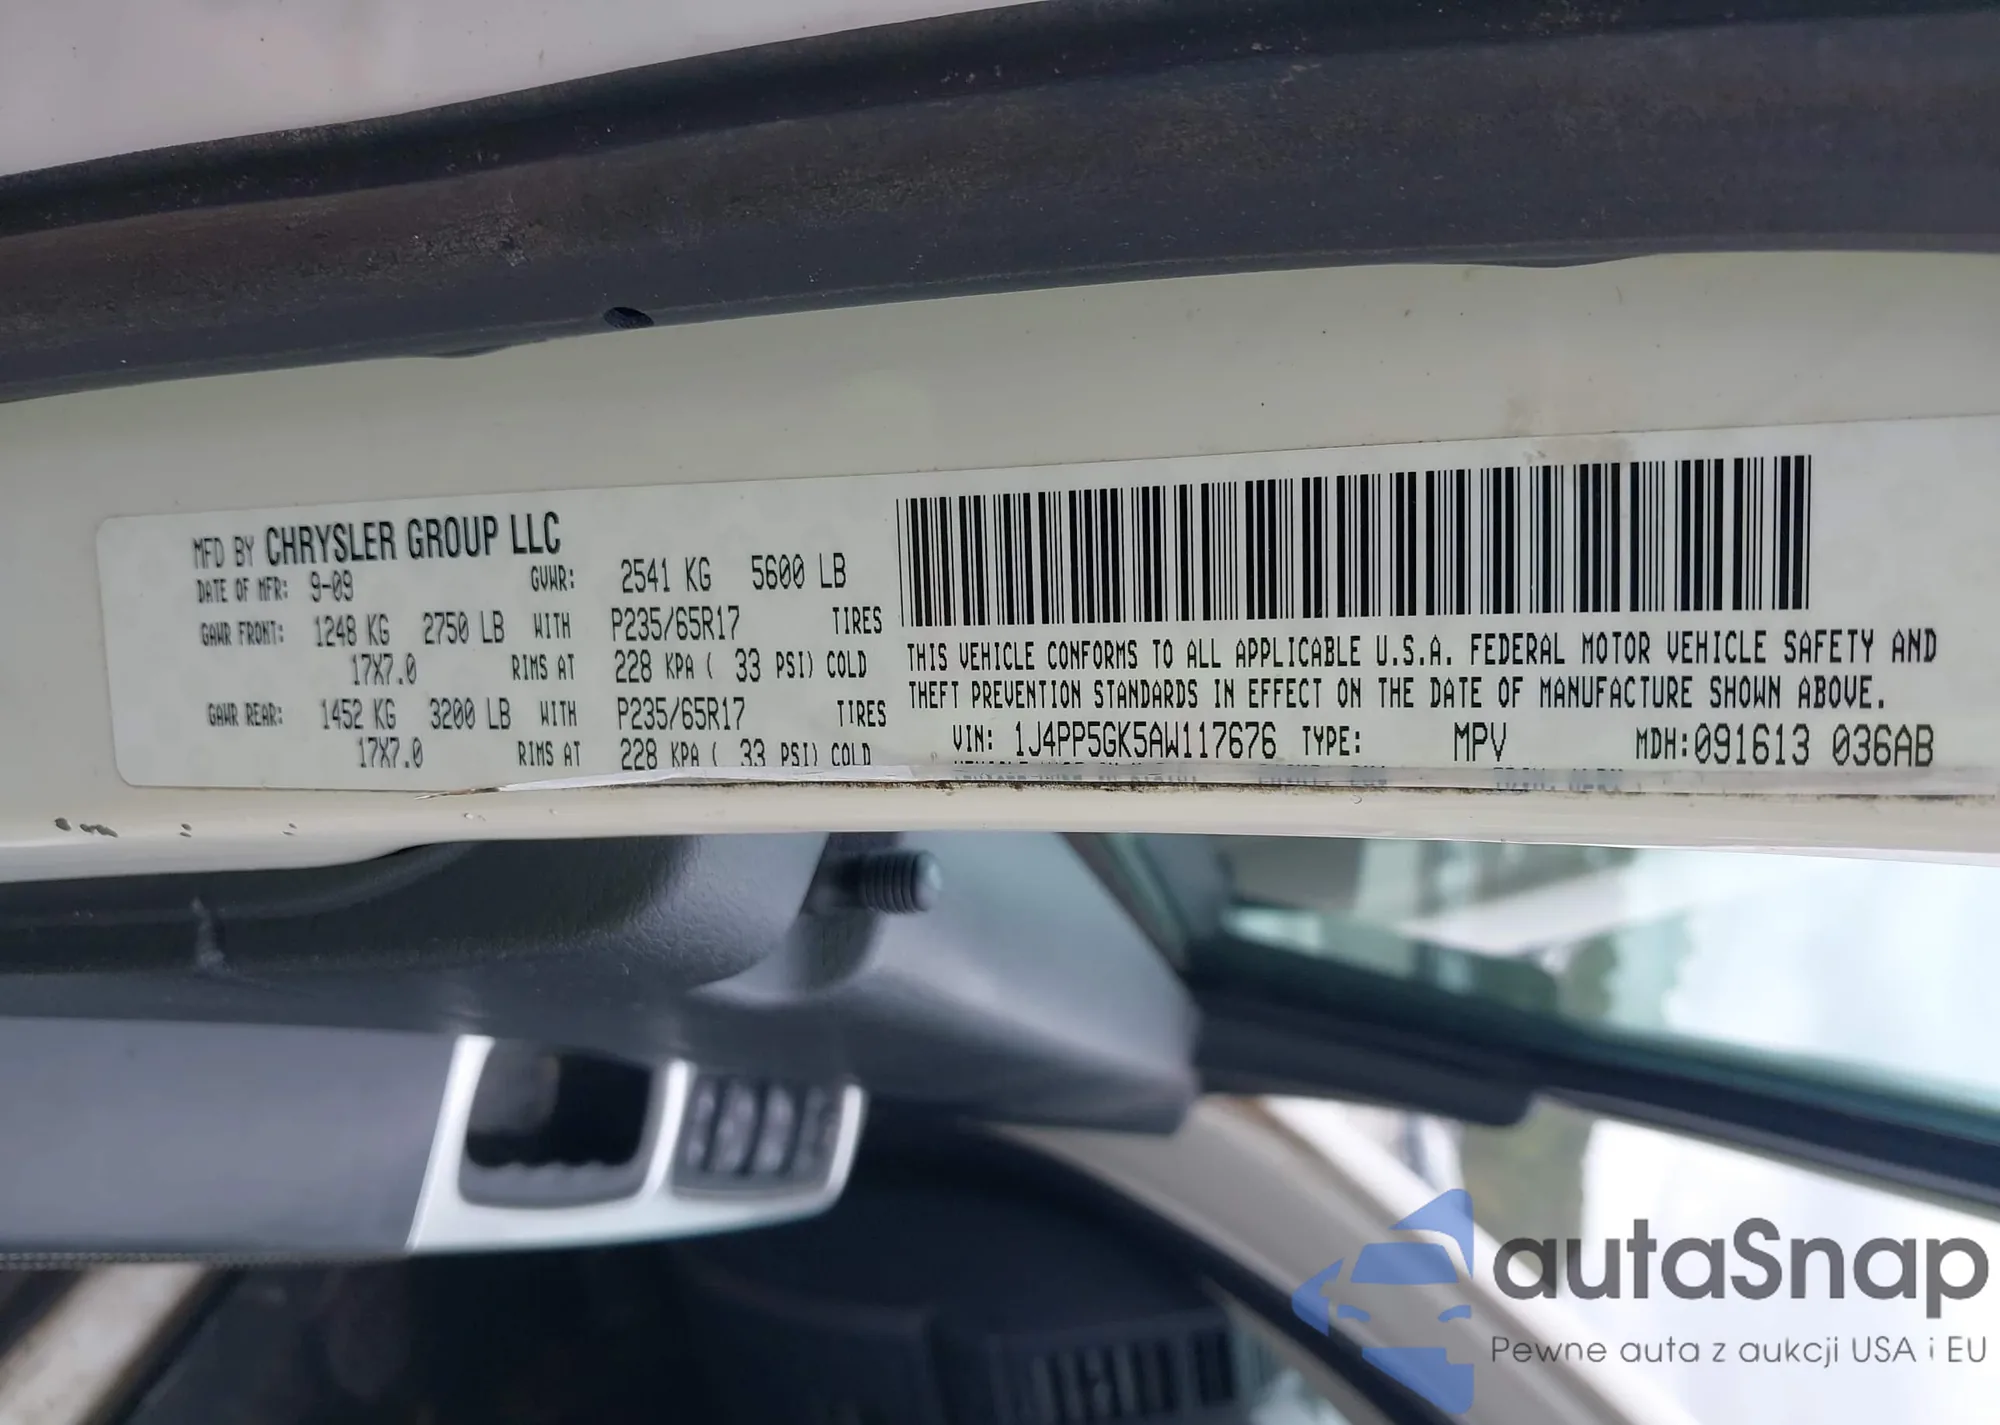 MFD BY CHRYSLER GROUP LLC
DATE OF MFR: 9-09 GVWR: 2541 KG 5600 LB
GAWR FRONT: 1248 KG 2750 LB WITH P235/65R17 TIRES
17X7.0 RIMS AT 228 KPA ( 33 PSI) COLD
GAWR REAR: 1452 KG 3200 LB WITH P235/65R17 TIRES
17X7.0 RIMS AT 228 KPA ( 33 PSI) COLD
THIS VEHICLE CONFORMS TO ALL APPLICABLE U.S.A. FEDERAL MOTOR VEHICLE SAFETY AND
THEFT PREVENTION STANDARDS IN EFFECT ON THE DATE OF MANUFACTURE SHOWN ABOVE.
VIN: 1J4PP5GK5AW117676 TYPE: MPV MDH:091613 036AB
autaSnap
Pewne auta z aukcji USA i EU